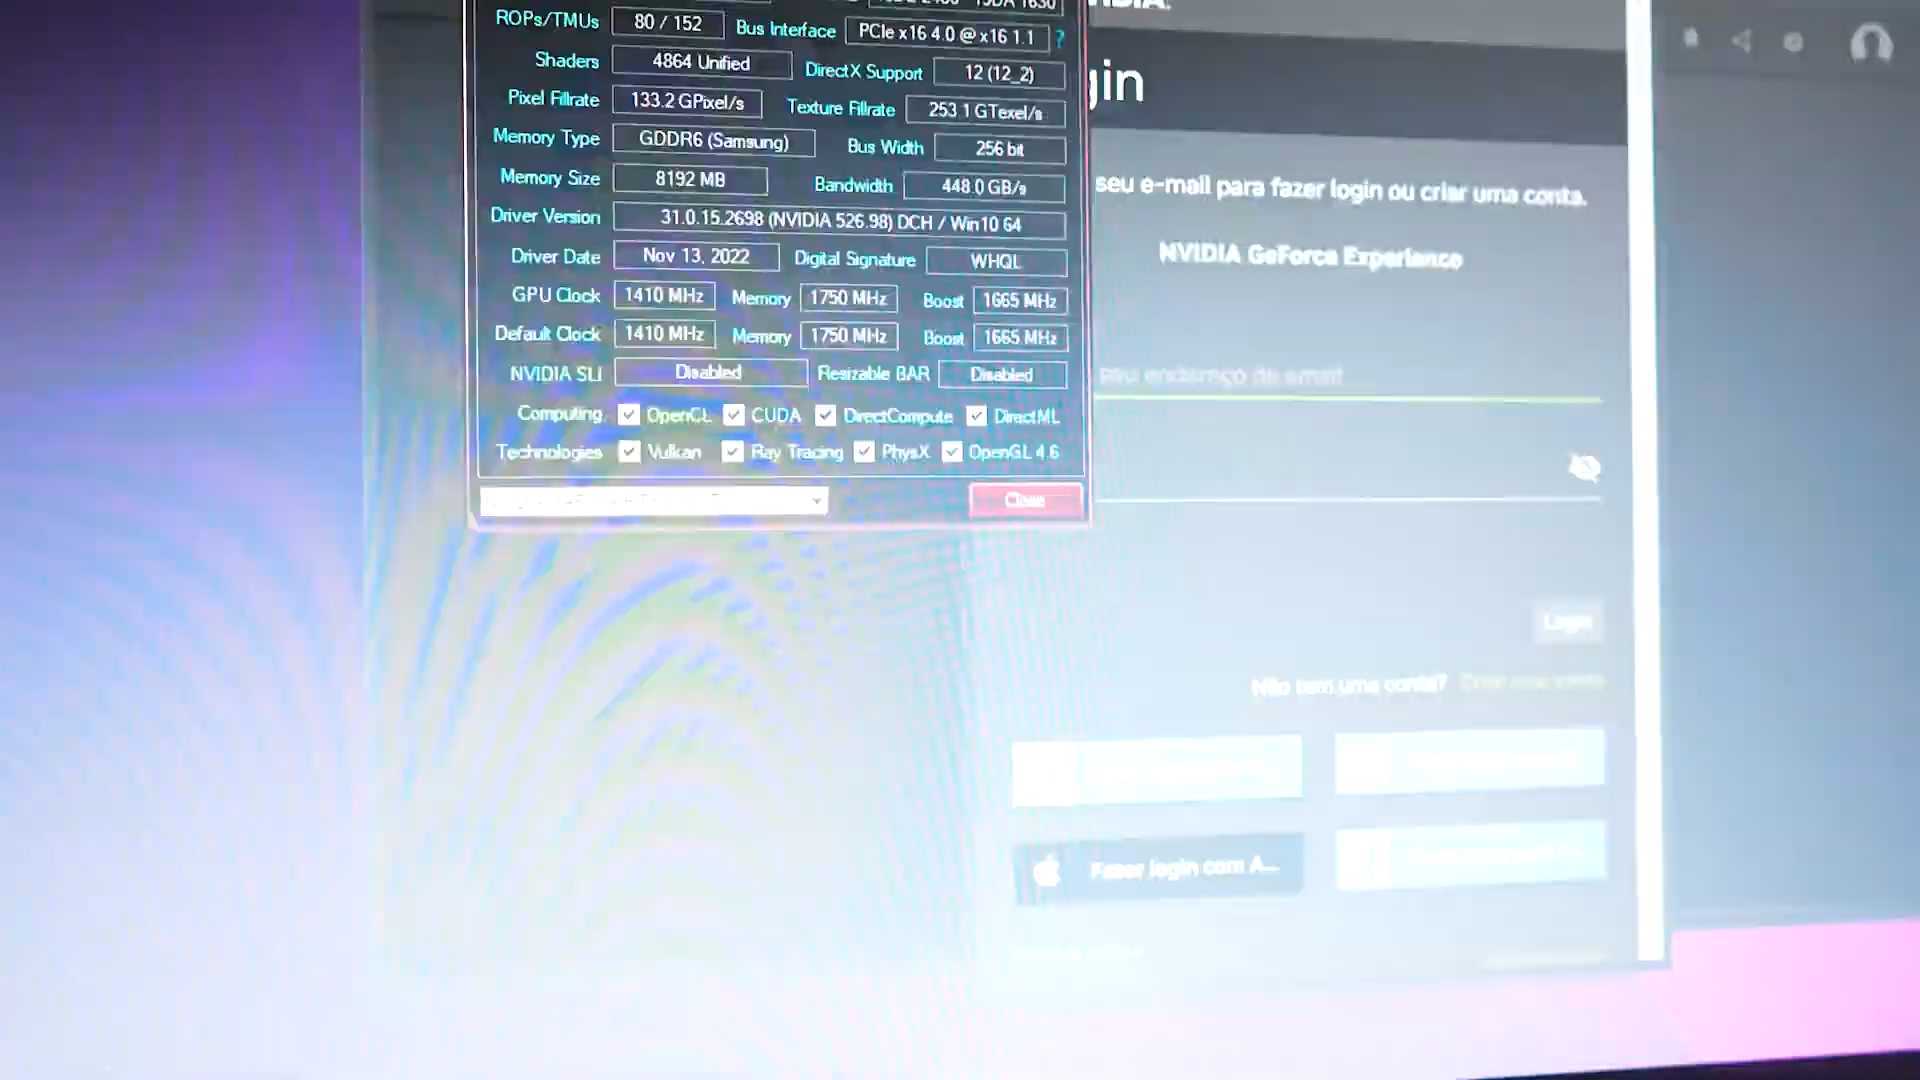 ROPs/TMUs 80 / 152 Bus Interface PCIe x16 4.0 @ x16 1.1 ?
Shaders 4864 Unified DirectX Support 12 (12_2)
Pixel Fillrate 133.2 GPixel/s Texture Fillrate 253.1 GTexel/s
Memory Type GDDR6 (Samsung) Bus Width 256 bit
Memory Size 8192 MB Bandwidth 448.0 GB/s
Driver Version 31.0.15.2698 (NVIDIA 526.98) DCH / Win10 64
Driver Date Nov 13, 2022 Digital Signature WHQL
GPU Clock 1410 MHz Memory 1750 MHz Boost 1665 MHz
Default Clock 1410 MHz Memory 1750 MHz Boost 1665 MHz
NVIDIA SLI Disabled Resizable BAR Disabled
Computing OpenCL CUDA DirectCompute DirectML
Technologies Vulkan Ray Tracing PhysX OpenGL 4.6
Close
gin
seu e-mail para fazer login ou criar uma conta.
NVIDIA GeForce Experience
seu endereço de email
Login
Não tem uma conta?
Fazer login com A...